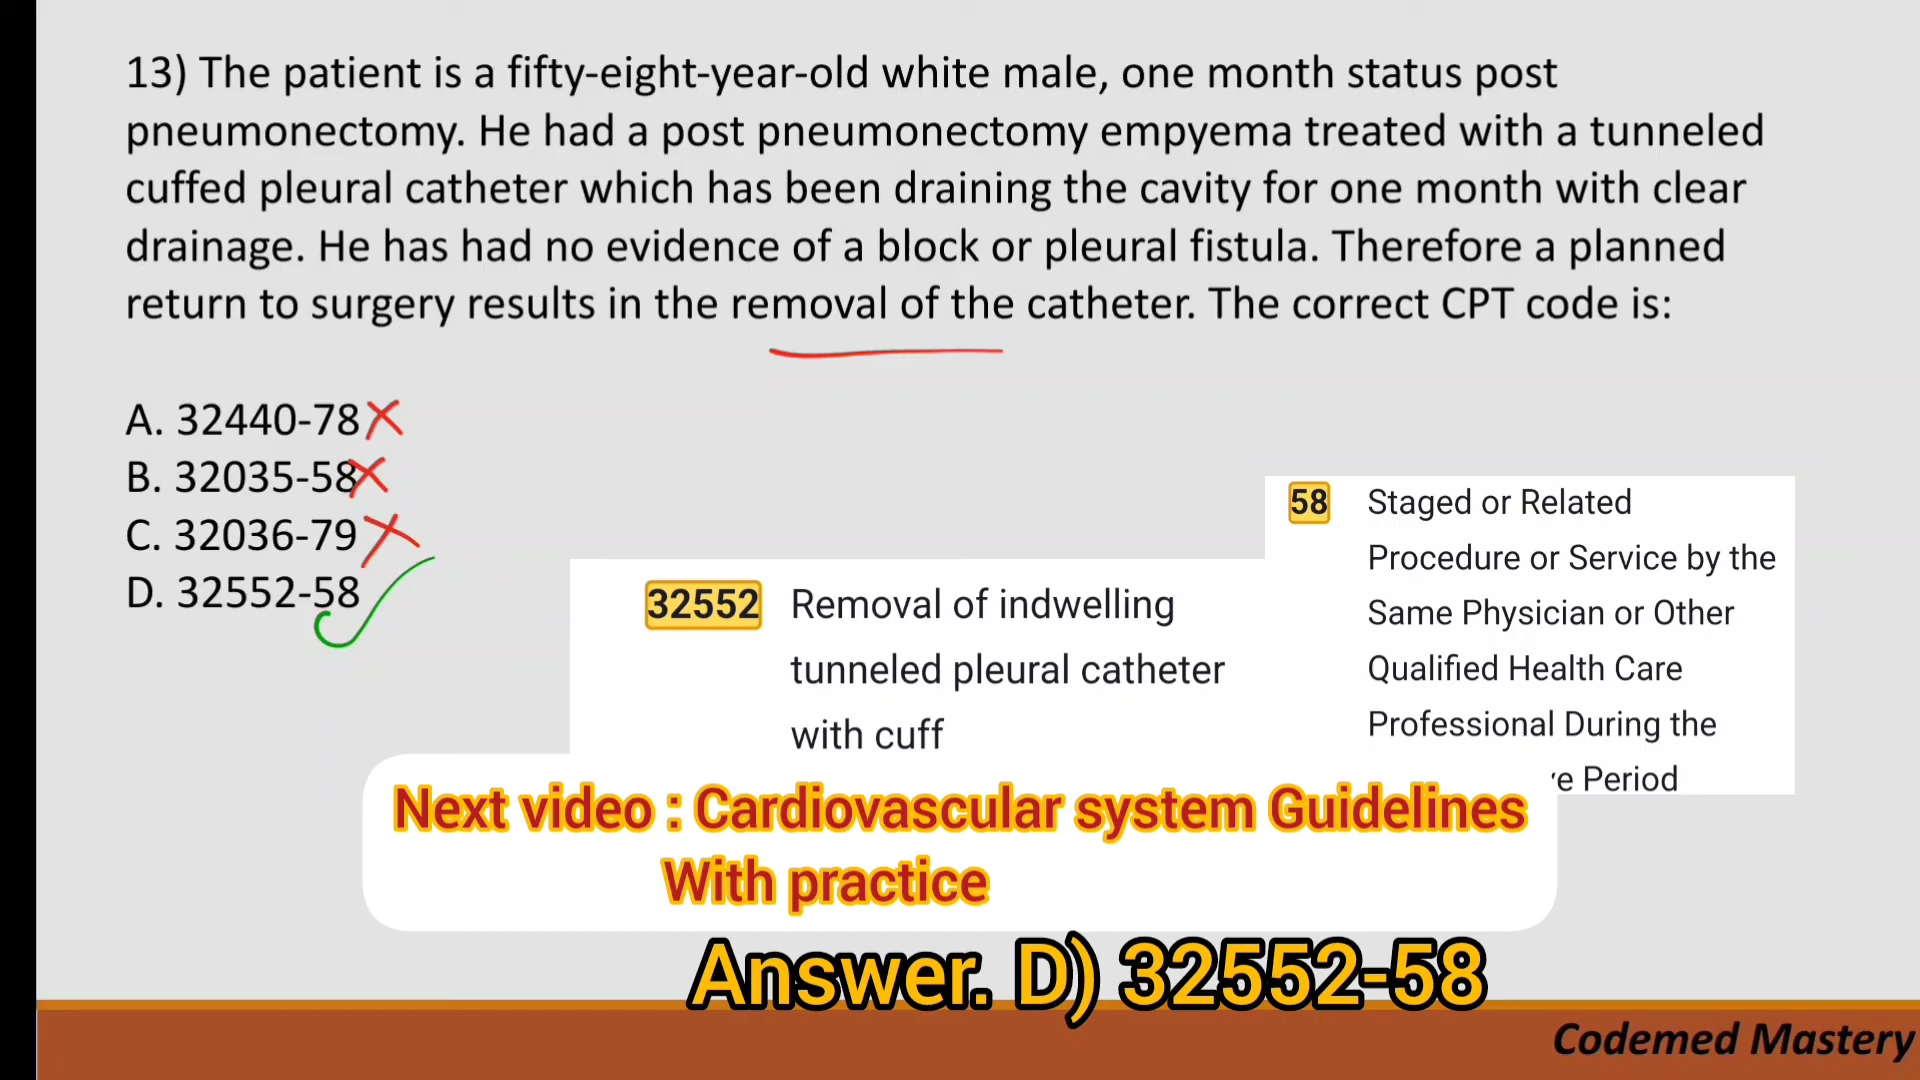 13) The patient is a fifty-eight-year-old white male, one month status post
pneumonectomy. He had a post pneumonectomy empyema treated with a tunneled
cuffed pleural catheter which has been draining the cavity for one month with clear
drainage. He has had no evidence of a block or pleural fistula. Therefore a planned
return to surgery results in the removal of the catheter. The correct CPT code is:
A. 32440-78
B. 32035-58
C. 32036-79
D. 32552-58
32552 Removal of indwelling
tunneled pleural catheter
with cuff
58 Staged or Related
Procedure or Service by the
Same Physician or Other
Qualified Health Care
Professional During the
Period
Next video : Cardiovascular system Guidelines
With practice
Answer. D) 32552-58
Codemed Mastery